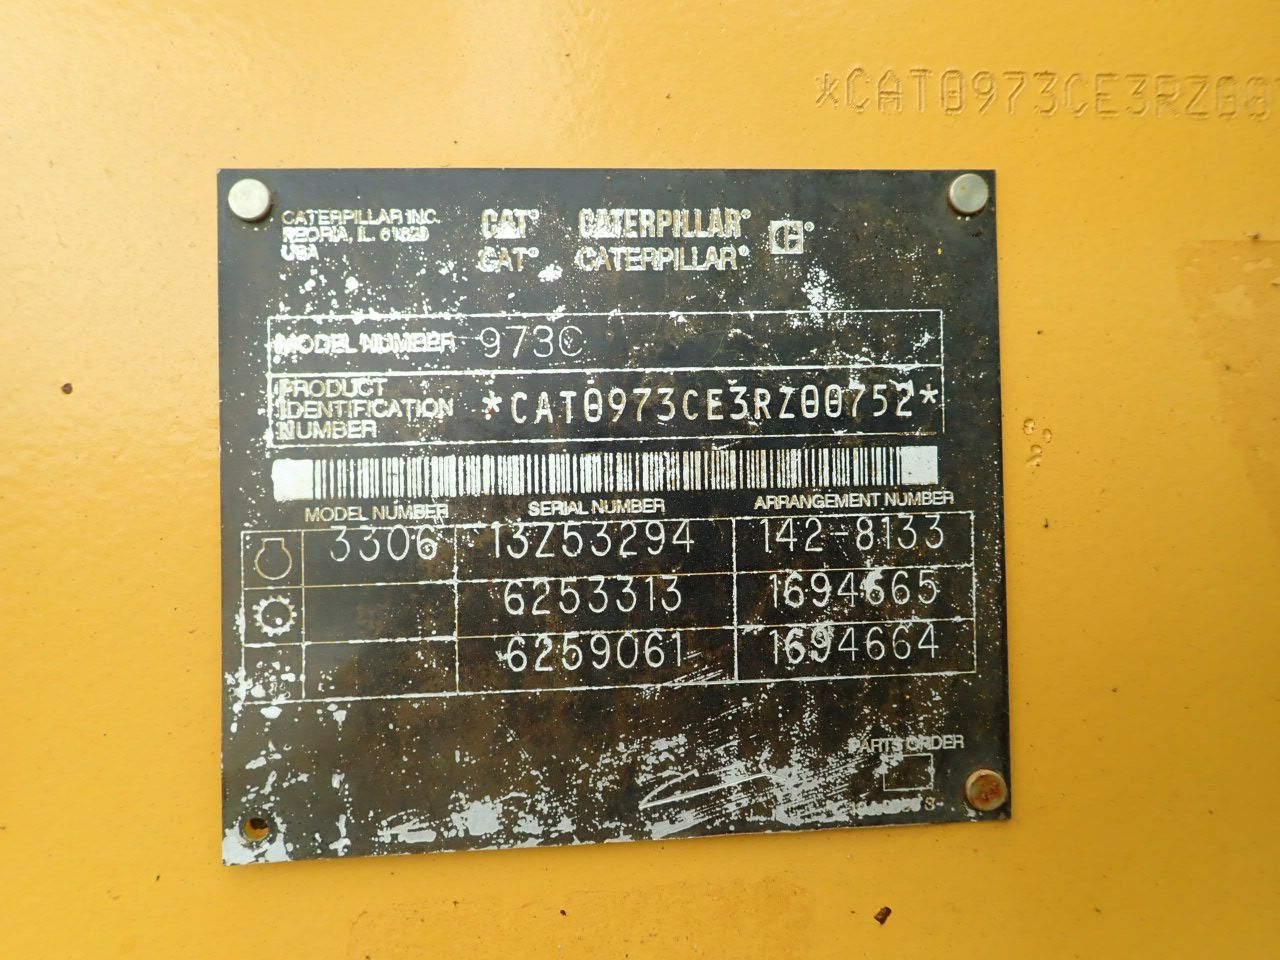 *CAT0973CE3RZ00
CATERPILLAR INC.
PEORIA, IL. 61629
USA
CAT® CATERPILLAR®
CAT® CATERPILLAR®
MODEL NUMBER 973C
PRODUCT
IDENTIFICATION
NUMBER
*CAT0973CE3RZ00752*
MODEL NUMBER SERIAL NUMBER ARRANGEMENT NUMBER
3306 13Z53294 142-8133
6253313 1694665
6259061 1694664
PARTS ORDER